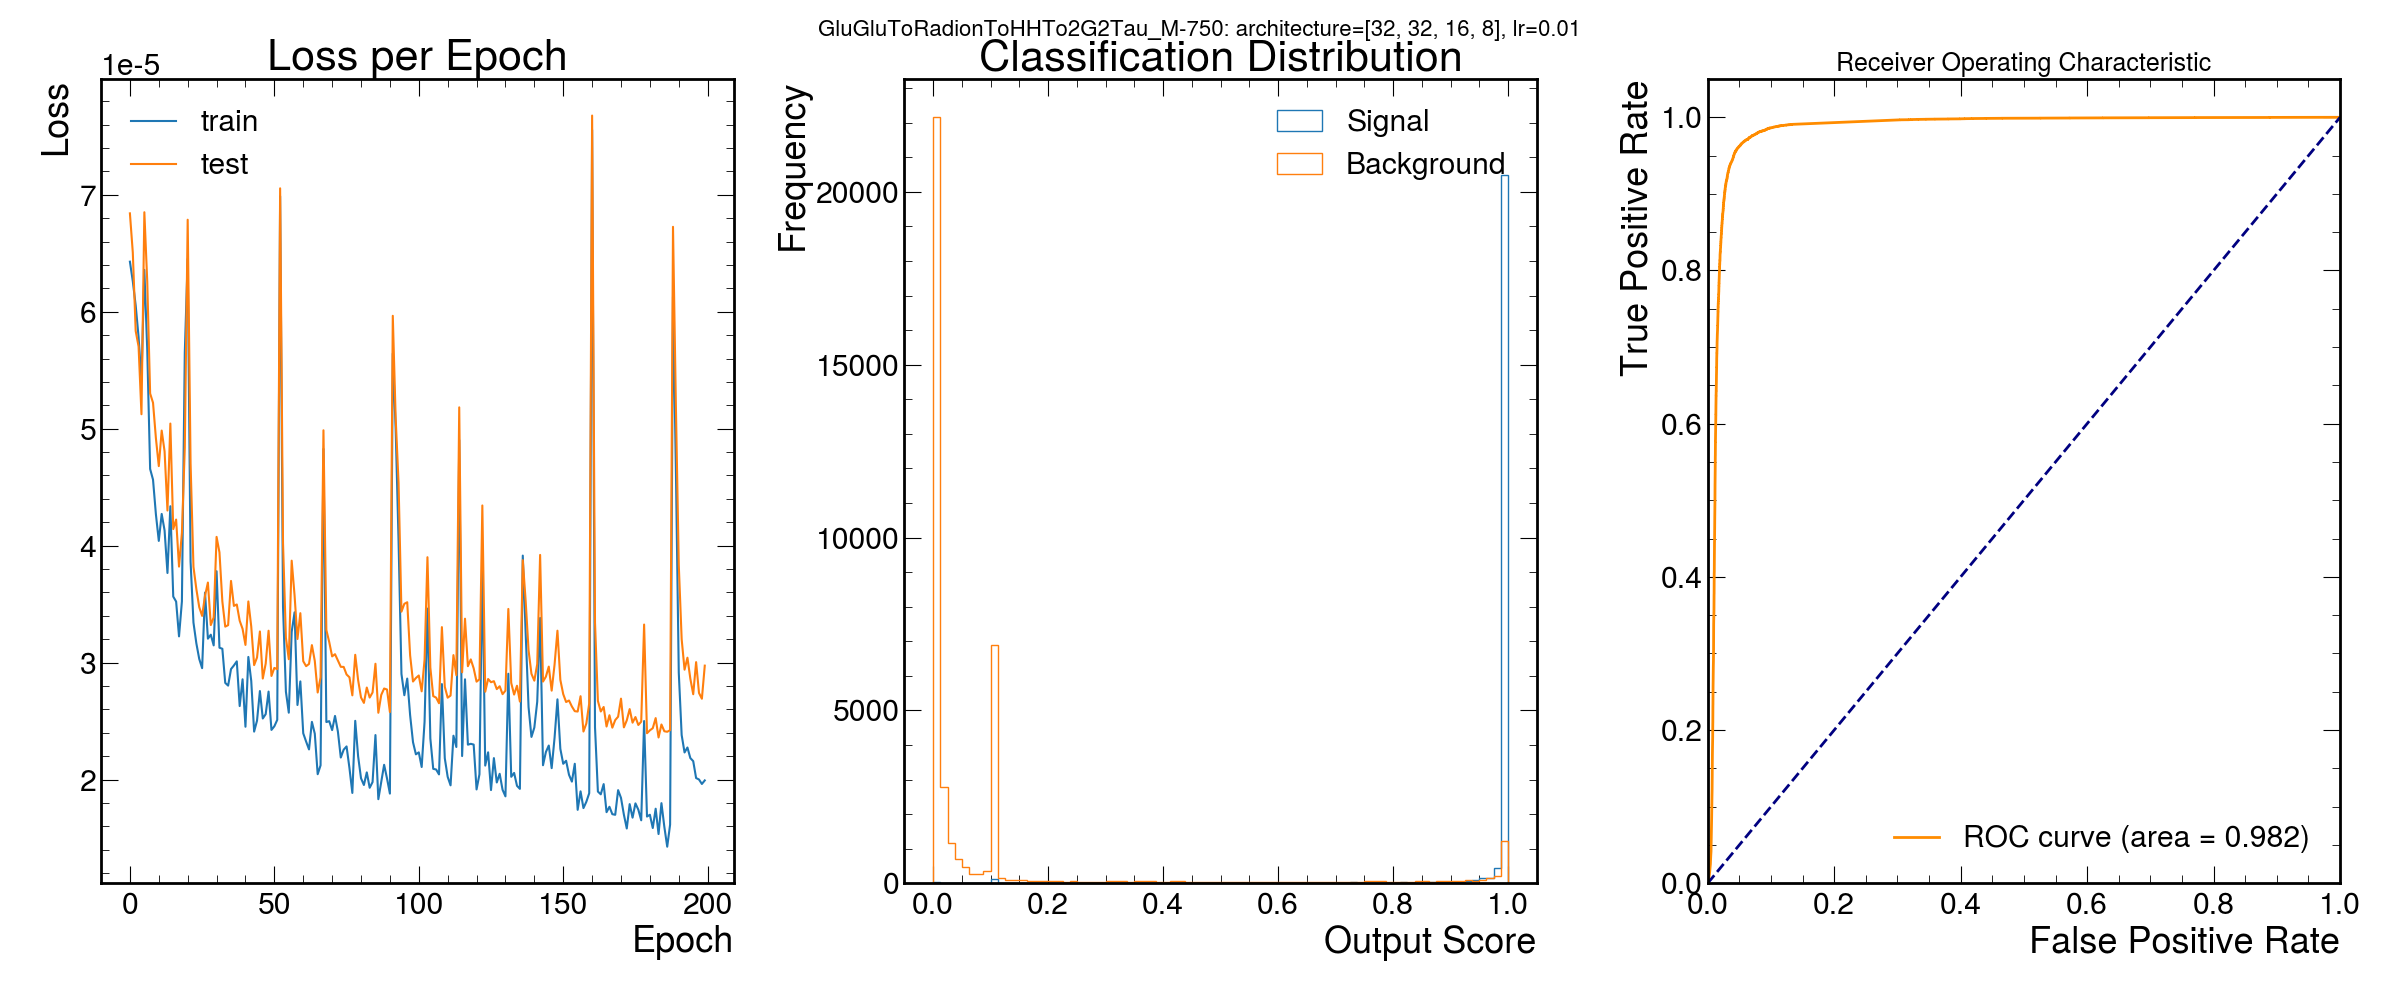 GluGluToRadionToHHTo2G2Tau_M-750: architecture=[32, 32, 16, 8], lr=0.01
Loss per Epoch
1e-5
Loss
train
test
7
6
5
4
3
2
0
50
100
150
200
Epoch
Classification Distribution
Frequency
Signal
Background
20000
15000
10000
5000
0
0.0
0.2
0.4
0.6
0.8
1.0
Output Score
Receiver Operating Characteristic
True Positive Rate
1.0
0.8
0.6
0.4
0.2
0.0
ROC curve (area = 0.982)
0.0
0.2
0.4
0.6
0.8
1.0
False Positive Rate